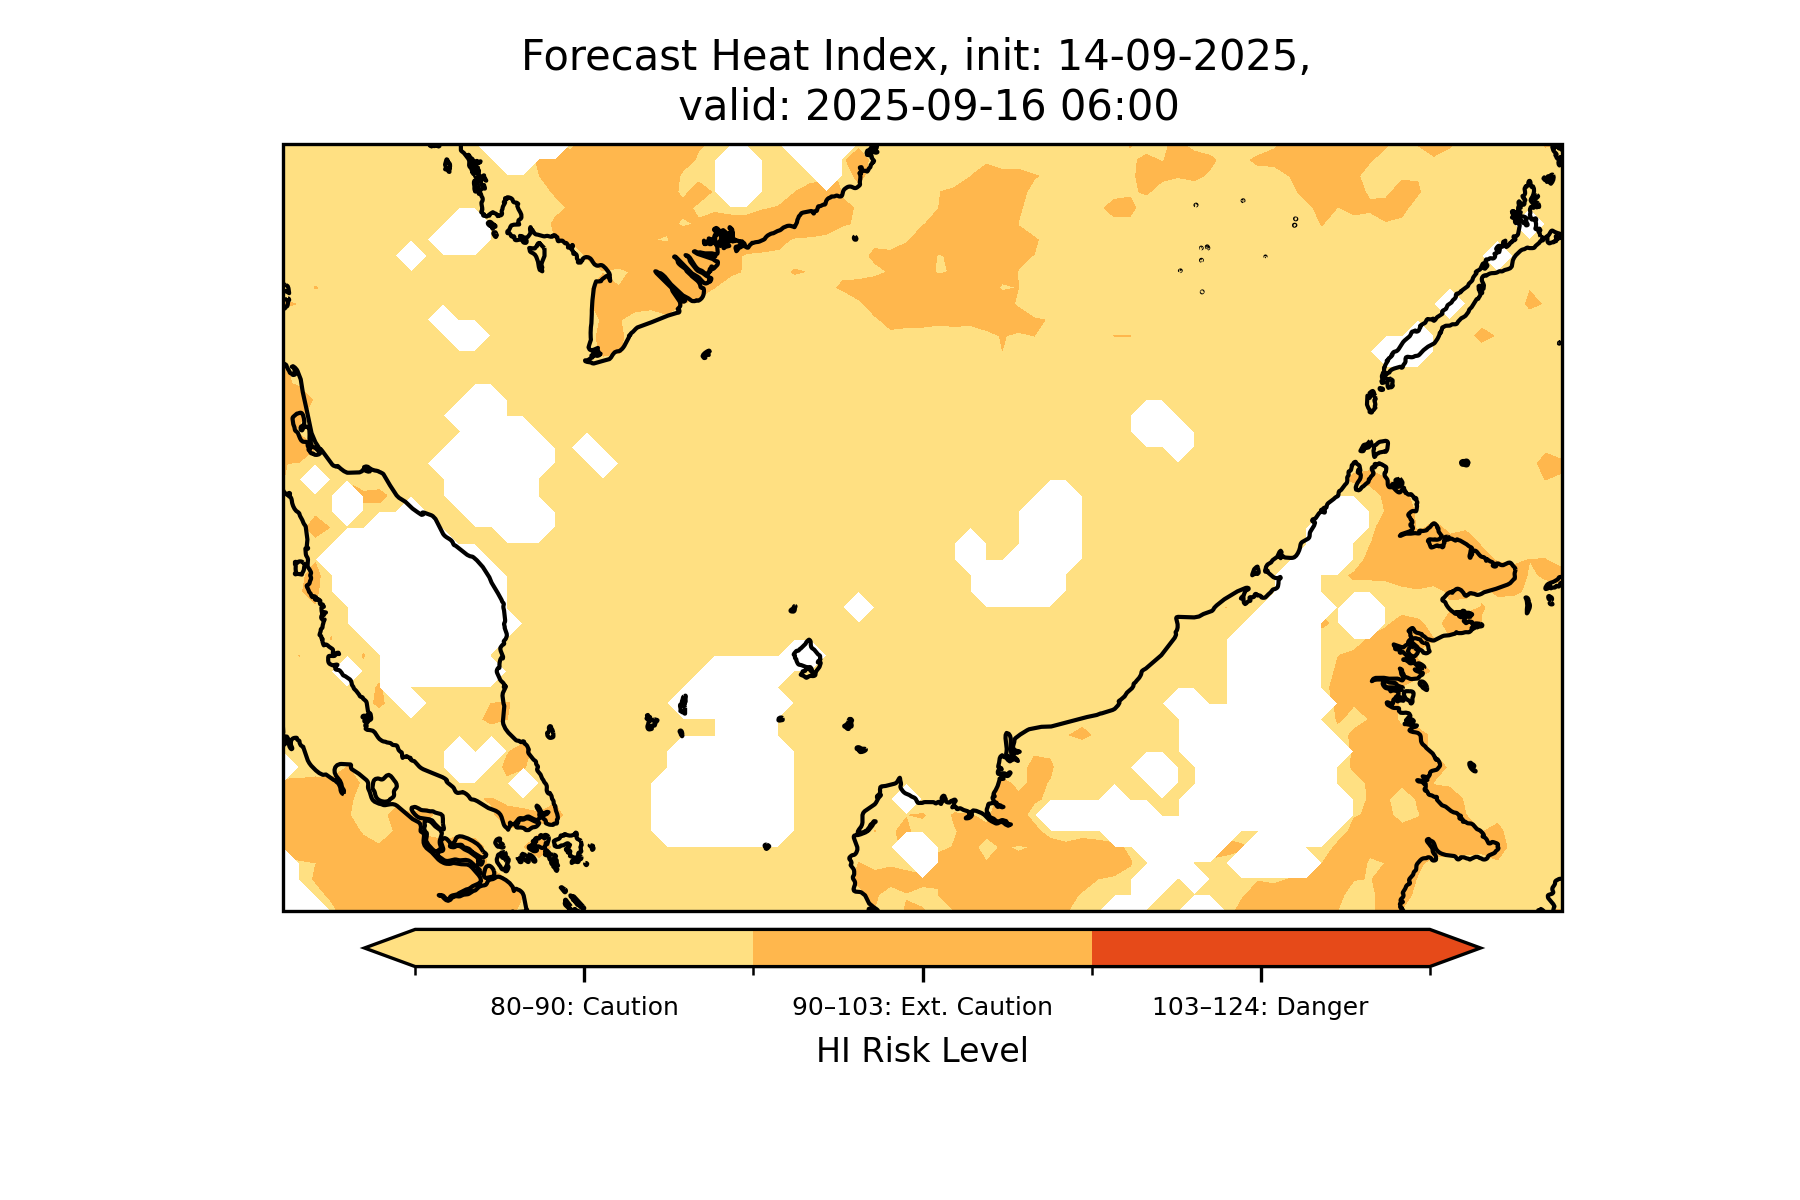 Forecast Heat Index, init: 14-09-2025,
valid: 2025-09-16 06:00
80–90: Caution
90–103: Ext. Caution
103–124: Danger
HI Risk Level